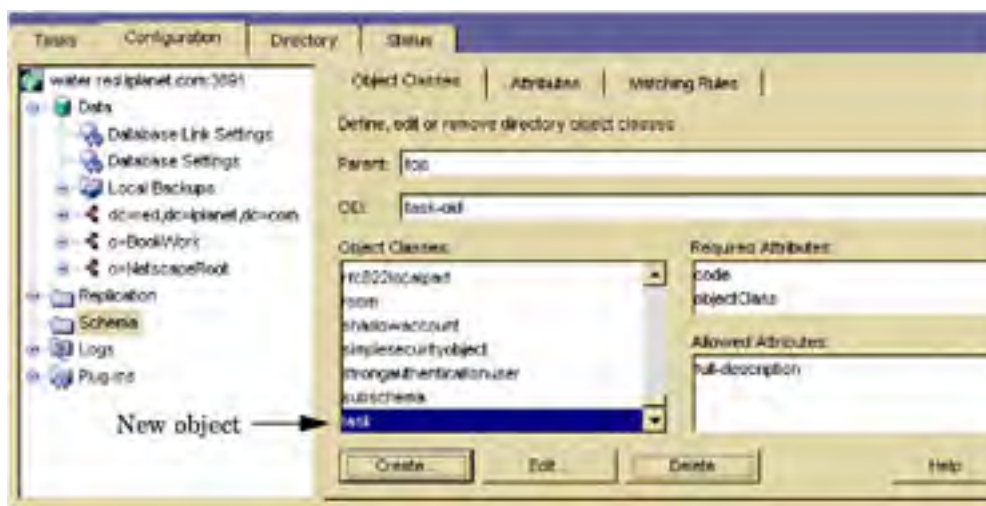 Tasks
Configuration
Directory
Status
water.red.iplanet.com:3891
Data
Database Link Settings
Database Settings
Local Backups
dc=red,dc=iplanet,dc=com
o=BookWork
o=NetscapeRoot
Replication
Schema
Logs
Plug-ins
New object
Object Classes
Attributes
Matching Rules
Define, edit or remove directory object classes
Parent: top
OID: task-oid
Object Classes:
rfc822localpart
room
shadowaccount
simplesecurityobject
strongauthenticationuser
subschema
task
Required Attributes:
code
objectClass
Allowed Attributes:
full-description
Create...
Edit...
Delete
Help